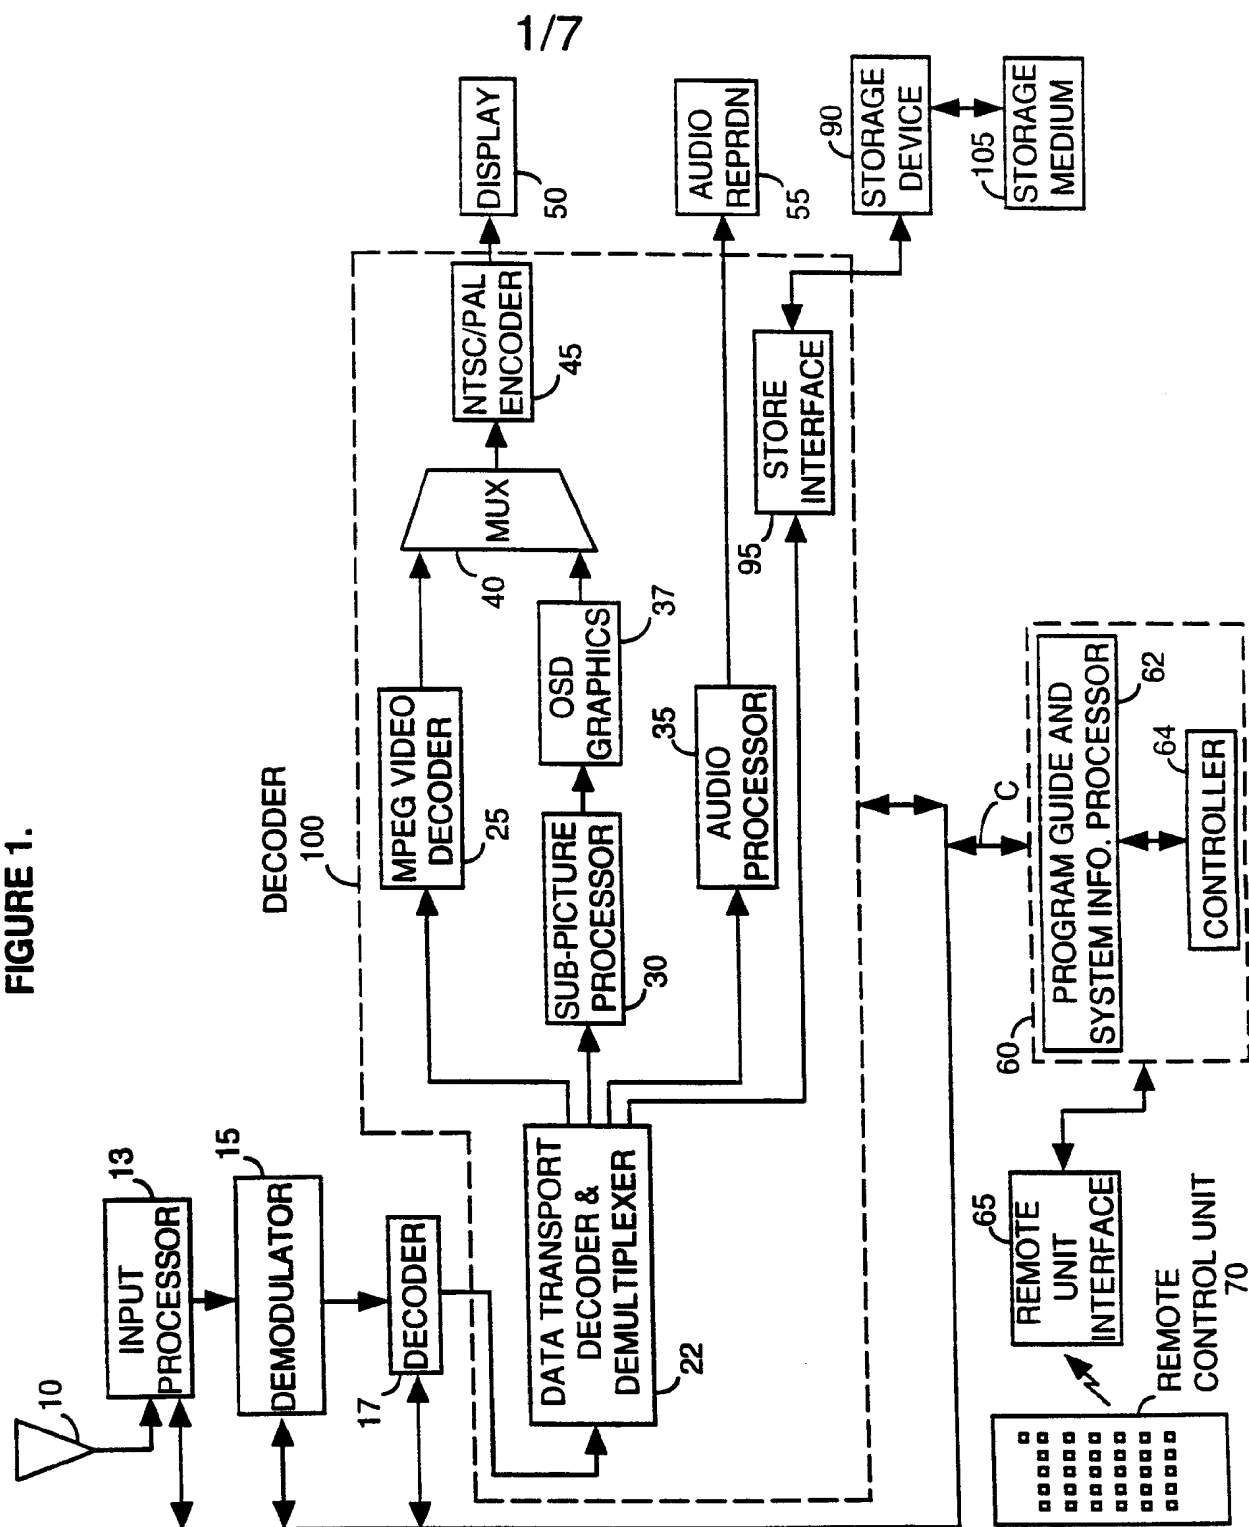 1/7
FIGURE 1.
10
INPUT
PROCESSOR
13
DEMODULATOR
15
17
DECODER
DECODER
100
DATA TRANSPORT
DECODER &
DEMULTIPLEXER
22
MPEG VIDEO
DECODER
25
SUB-PICTURE
PROCESSOR
30
OSD
GRAPHICS
37
MUX
40
NTSC/PAL
ENCODER
45
DISPLAY
50
AUDIO
PROCESSOR
35
AUDIO
REPRDN
55
STORE
INTERFACE
95
STORAGE
DEVICE
90
STORAGE
MEDIUM
105
C
60
PROGRAM GUIDE AND
SYSTEM INFO. PROCESSOR
62
64
CONTROLLER
65
REMOTE
UNIT
INTERFACE
REMOTE
CONTROL UNIT
70